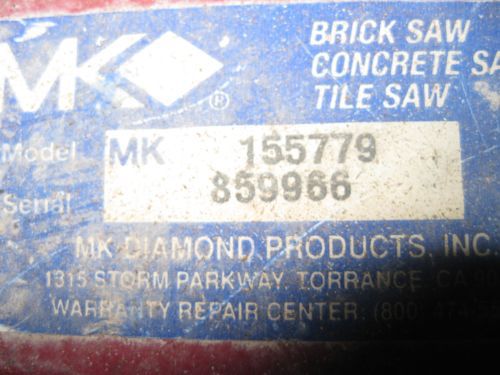 MK®
BRICK SAW
CONCRETE SA
TILE SAW
Model MK 155779
Serial 859966
MK DIAMOND PRODUCTS, INC.
1315 STORM PARKWAY, TORRANCE, CA
WARRANTY REPAIR CENTER: (800)